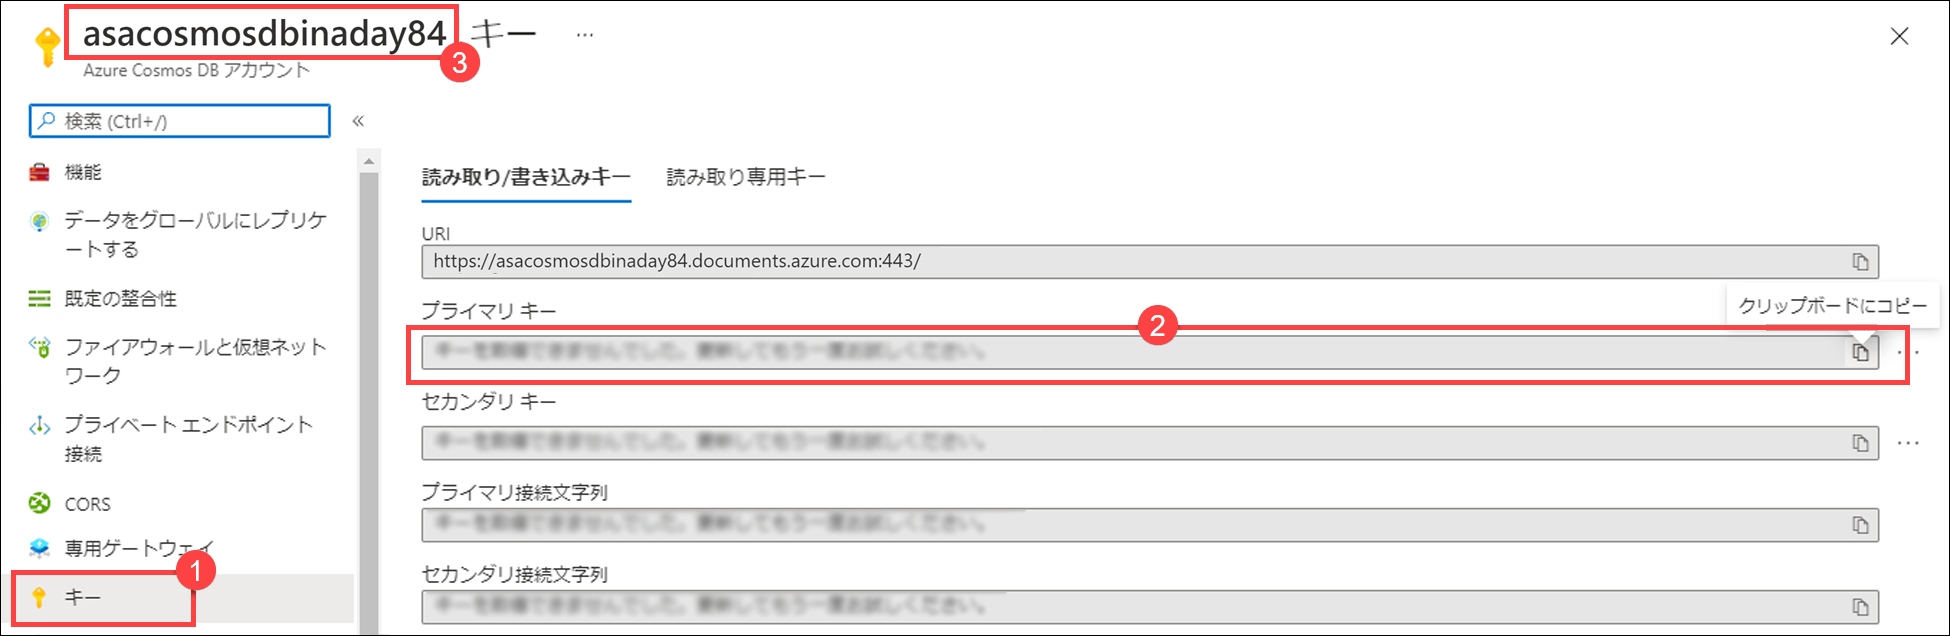 asacosmosdbinaday84 キー ...
3
Azure Cosmos DB アカウント
検索 (Ctrl+/)
«
機能
データをグローバルにレプリケ
ートする
既定の整合性
ファイアウォールと仮想ネット
ワーク
プライベート エンドポイント
接続
CORS
専用ゲートウェイ
1
キー
読み取り/書き込みキー
読み取り専用キー
URI
https://asacosmosdbinaday84.documents.azure.com:443/
プライマリ キー
クリップボードにコピー
2
セカンダリ キー
プライマリ接続文字列
セカンダリ接続文字列